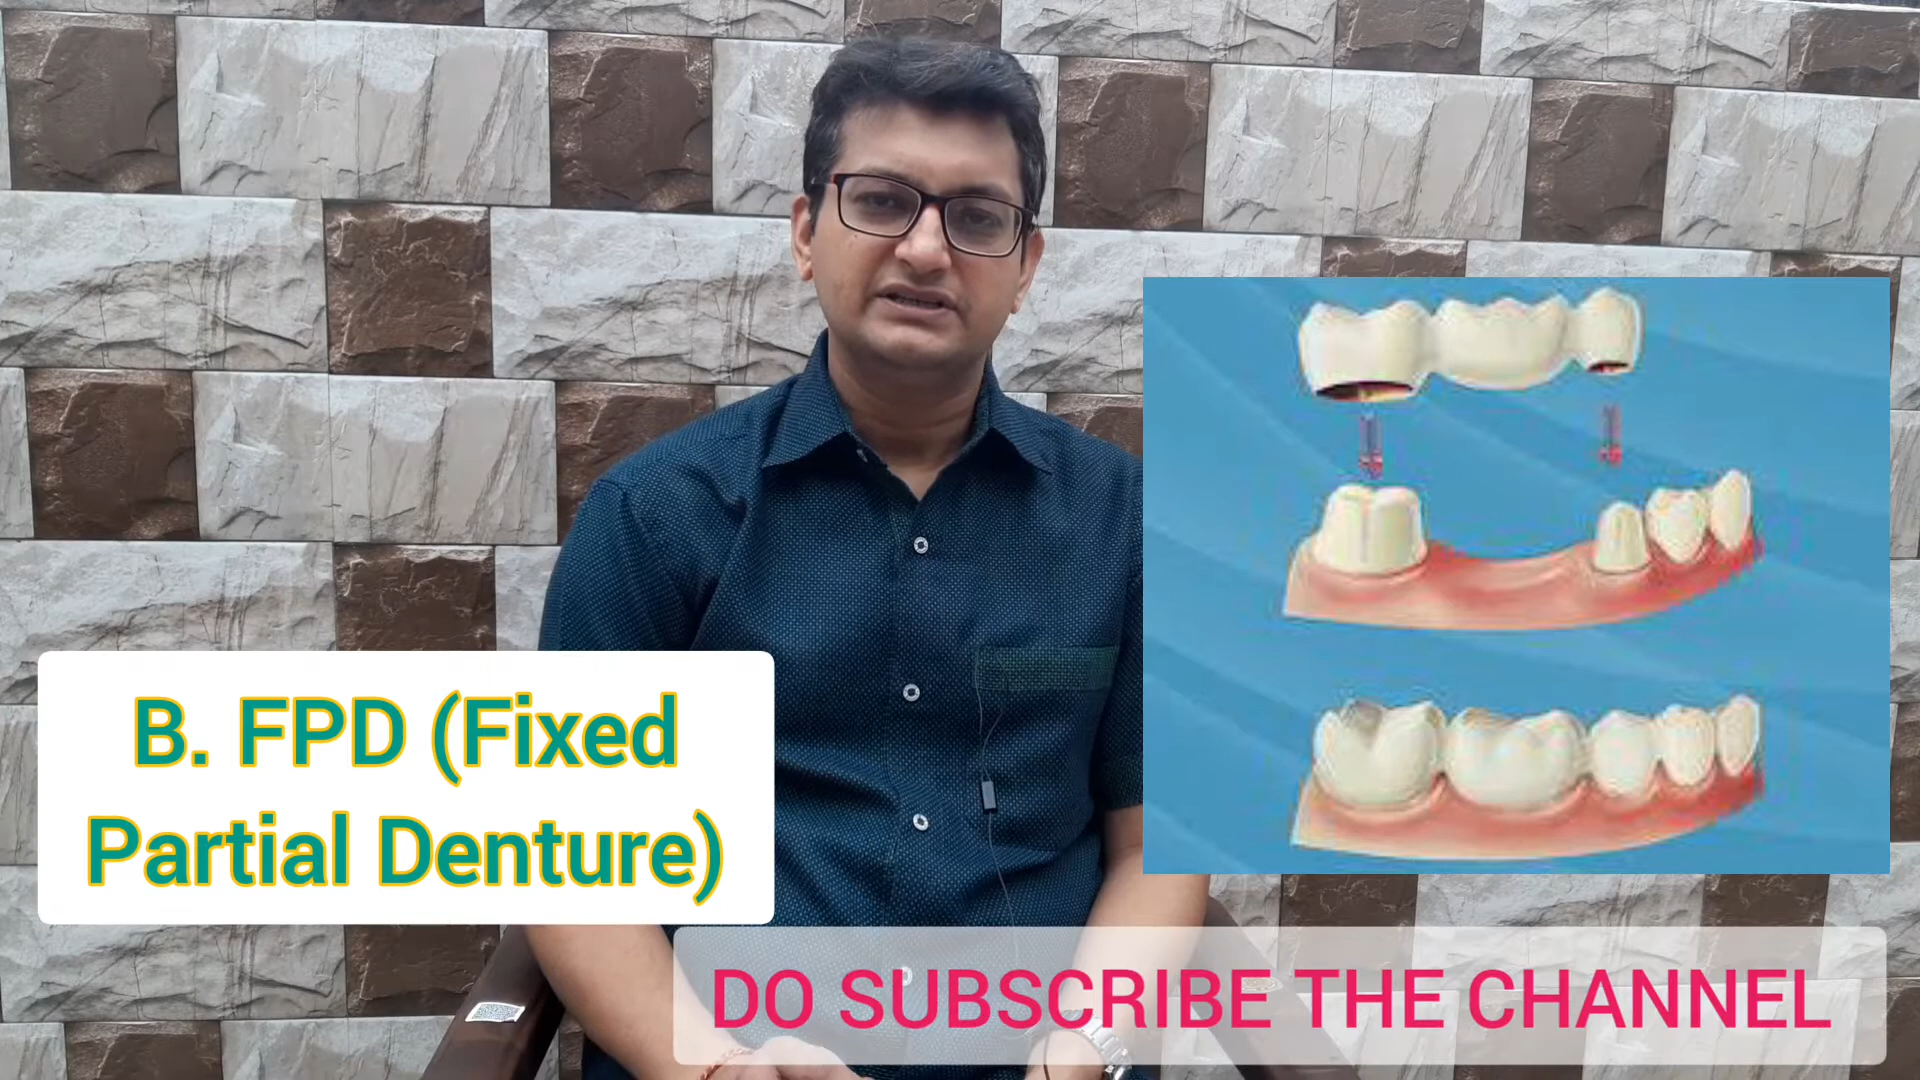 B. FPD (Fixed
Partial Denture)
DO SUBSCRIBE THE CHANNEL